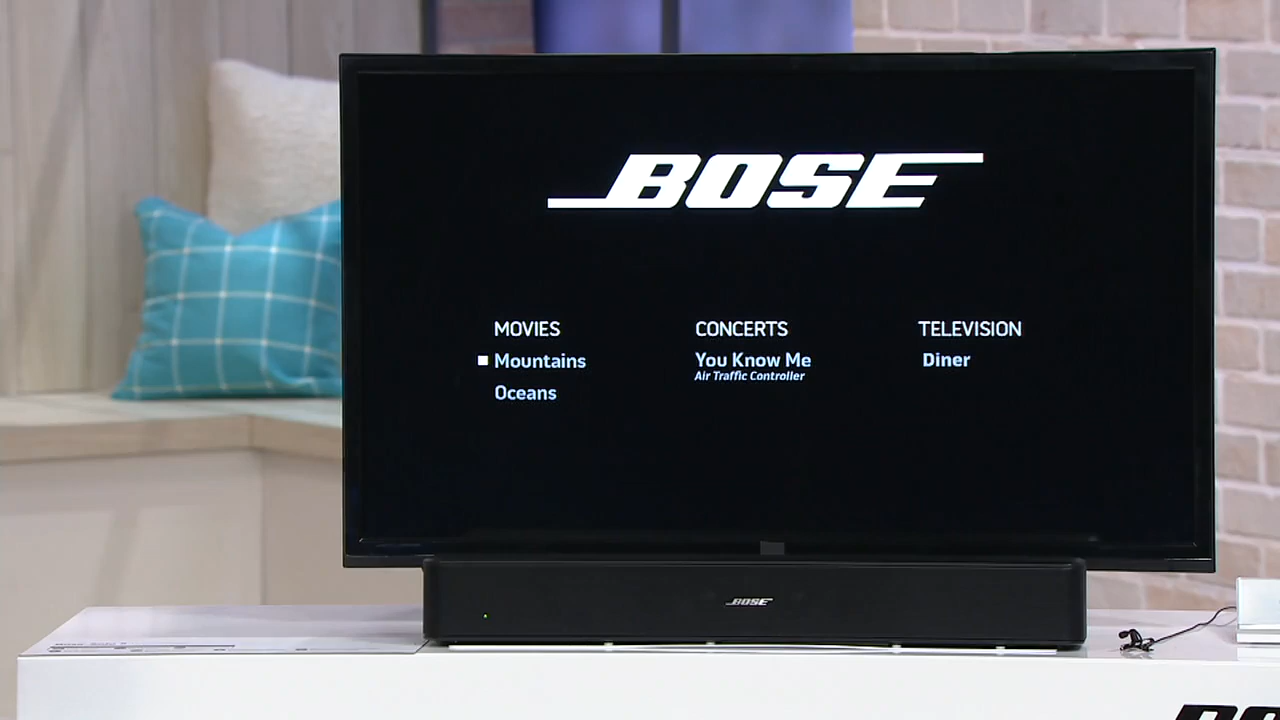 BOSE
MOVIES
Mountains
Oceans
CONCERTS
You Know Me
Air Traffic Controller
TELEVISION
Diner
BOSE